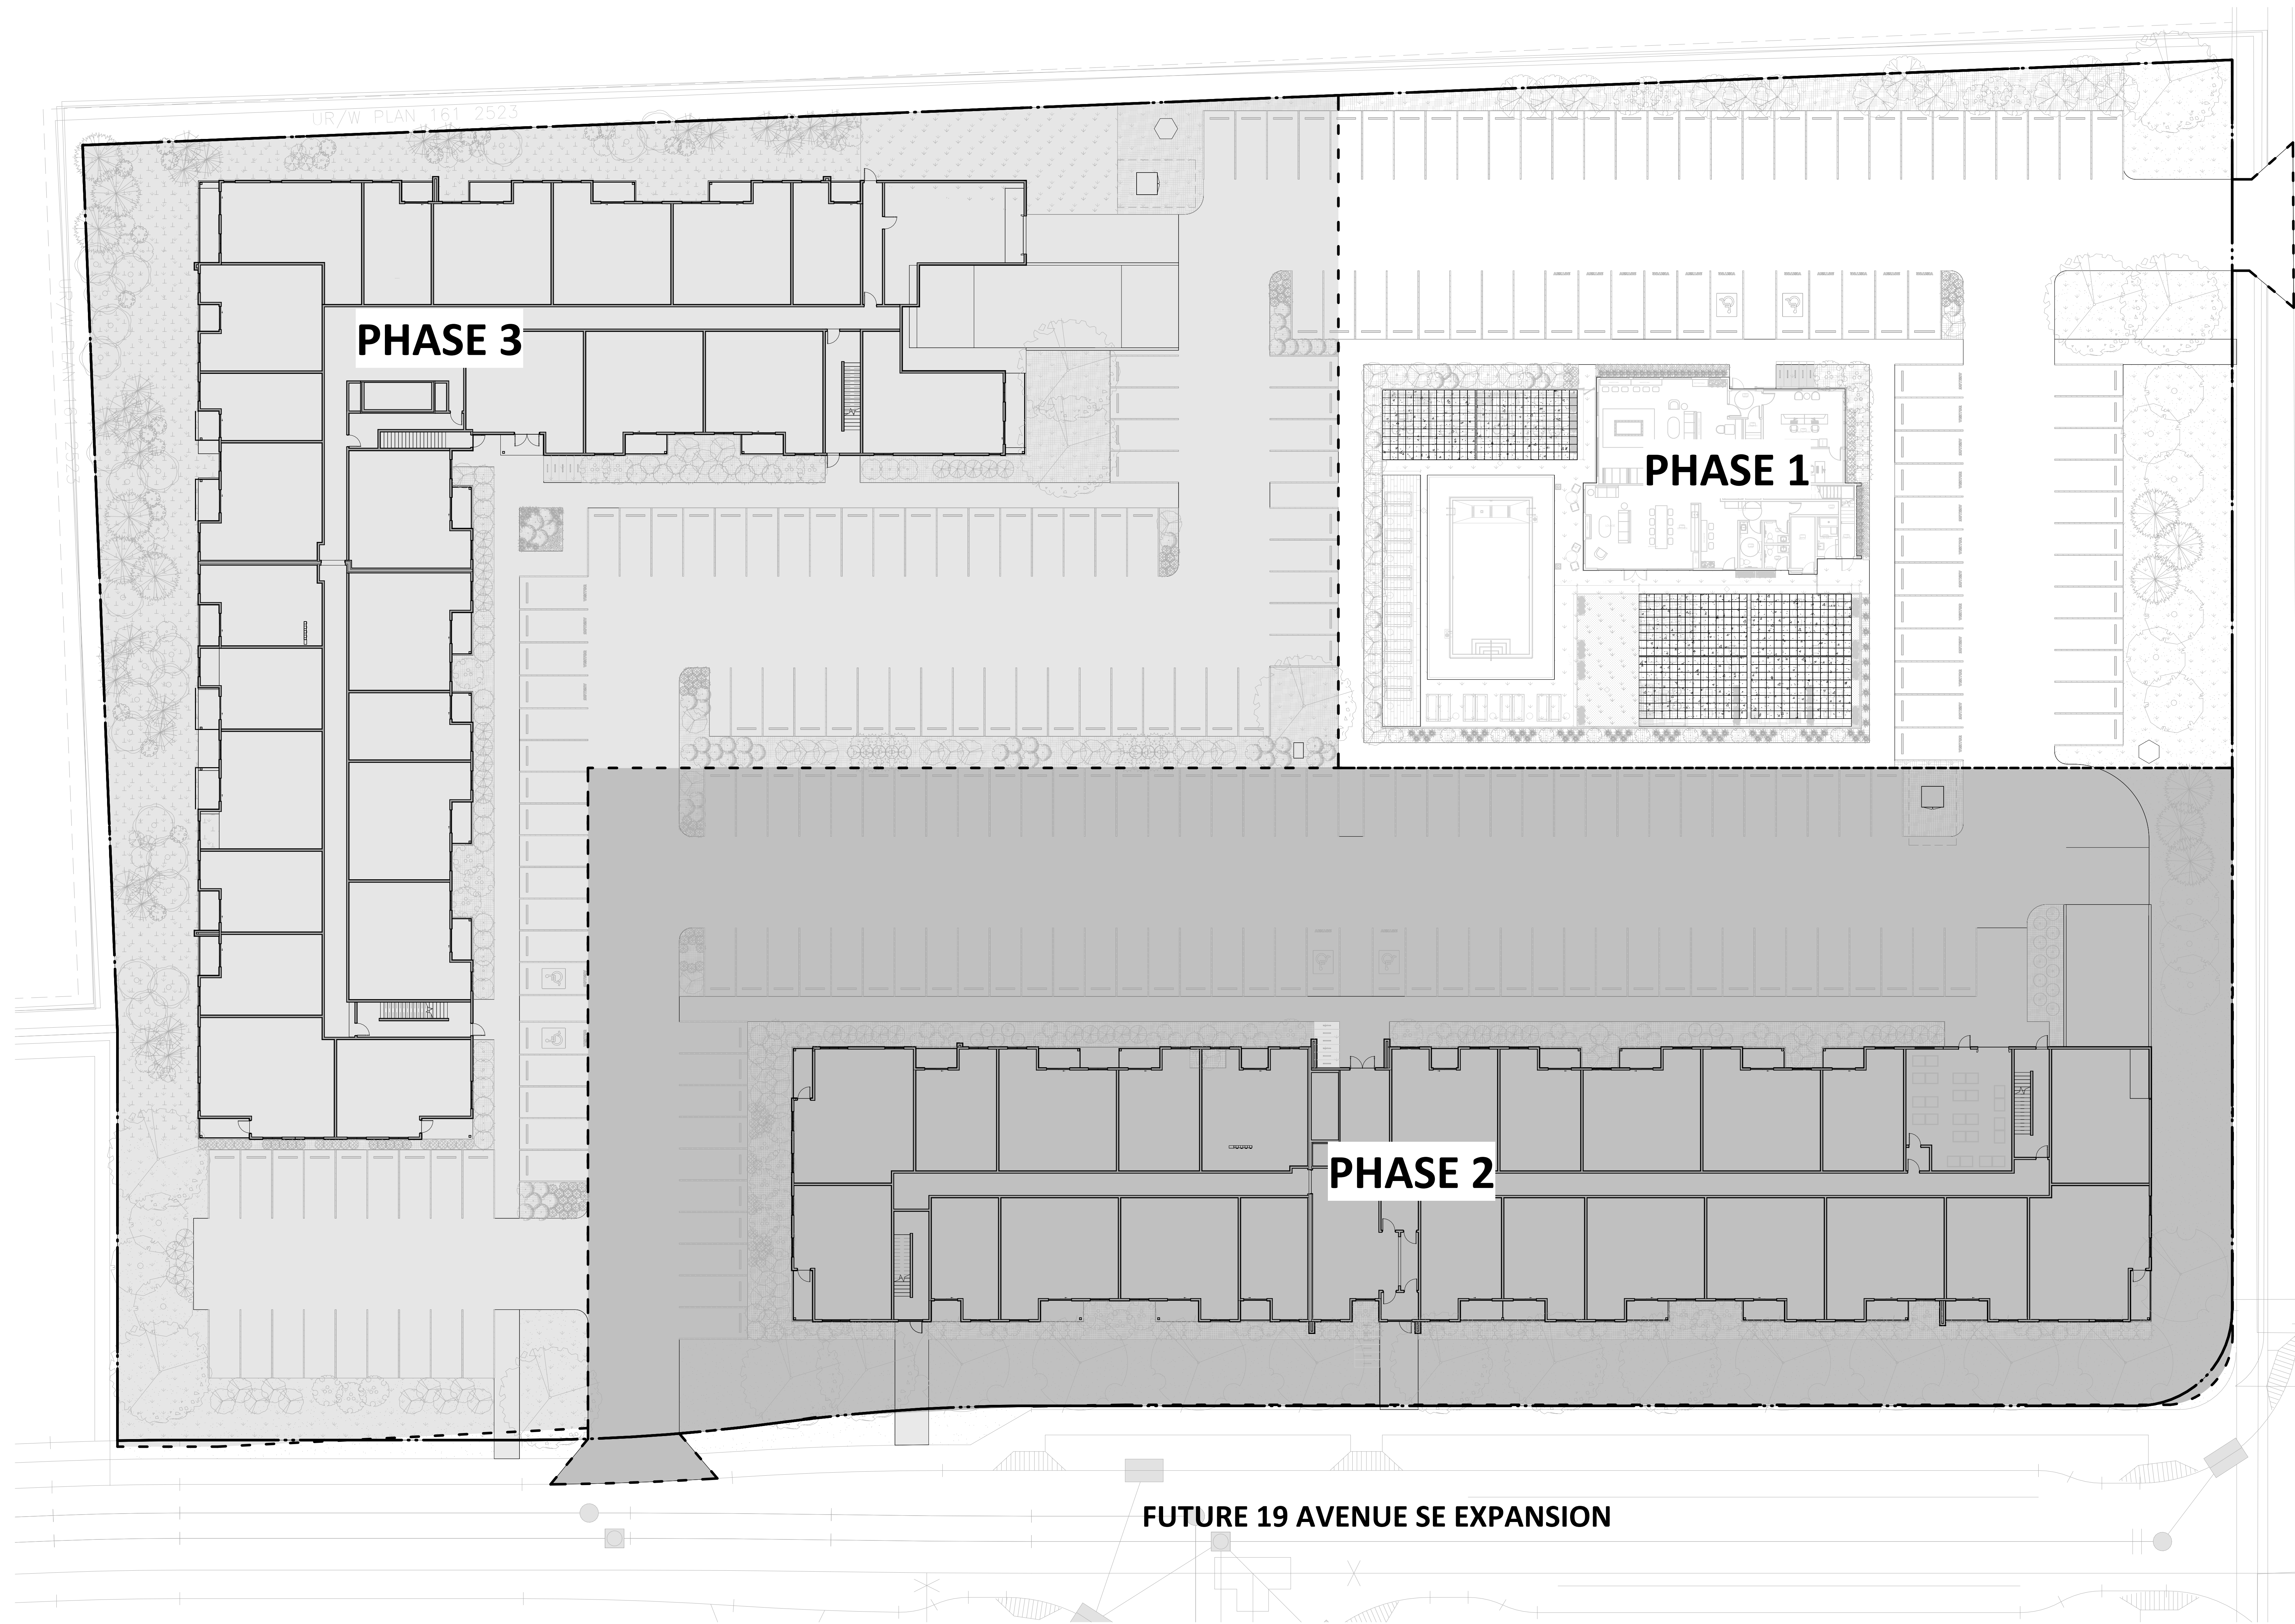 UR/W PLAN 161 2523
PHASE 3
PHASE 1
PHASE 2
FUTURE 19 AVENUE SE EXPANSION